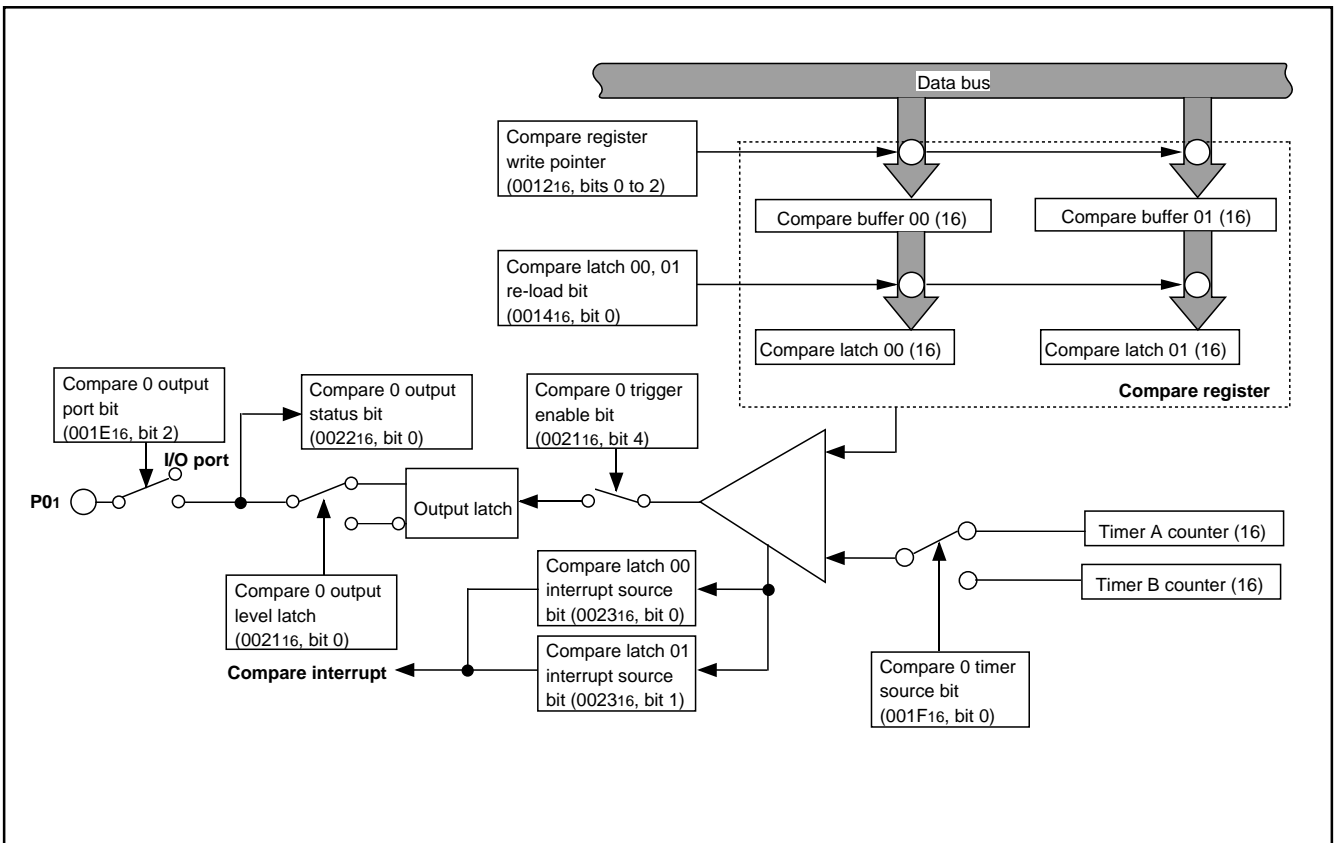 Data bus
Compare register
write pointer
(001216, bits 0 to 2)
Compare buffer 00 (16)
Compare buffer 01 (16)
Compare latch 00, 01
re-load bit
(001416, bit 0)
Compare latch 00 (16)
Compare latch 01 (16)
Compare register
Compare 0 output
port bit
(001E16, bit 2)
Compare 0 output
status bit
(002216, bit 0)
Compare 0 trigger
enable bit
(002116, bit 4)
I/O port
P01
Output latch
Timer A counter (16)
Timer B counter (16)
Compare 0 output
level latch
(002116, bit 0)
Compare latch 00
interrupt source
bit (002316, bit 0)
Compare latch 01
interrupt source
bit (002316, bit 1)
Compare interrupt
Compare 0 timer
source bit
(001F16, bit 0)